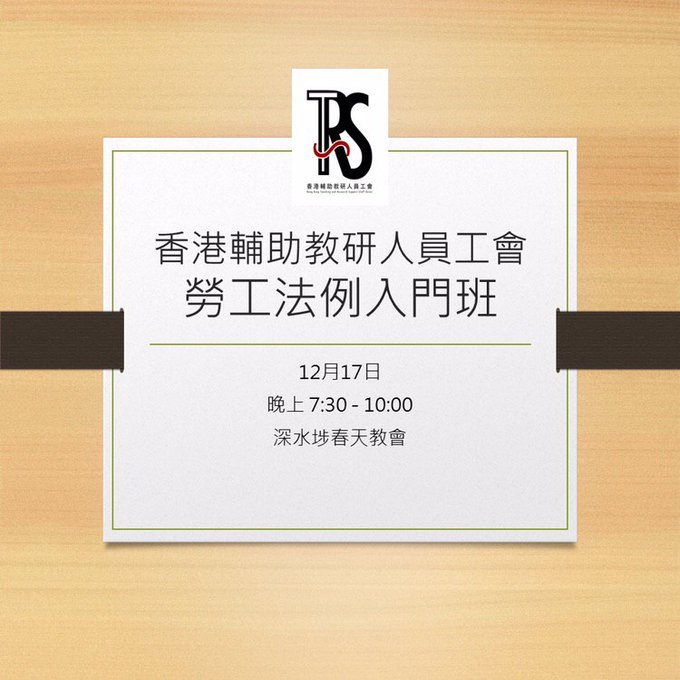 TRS
香港輔助教研人員工會
Hong Kong Teaching and Research Support Staff Union
香港輔助教研人員工會
勞工法例入門班
12月17日
晚上 7:30 - 10:00
深水埗春天教會